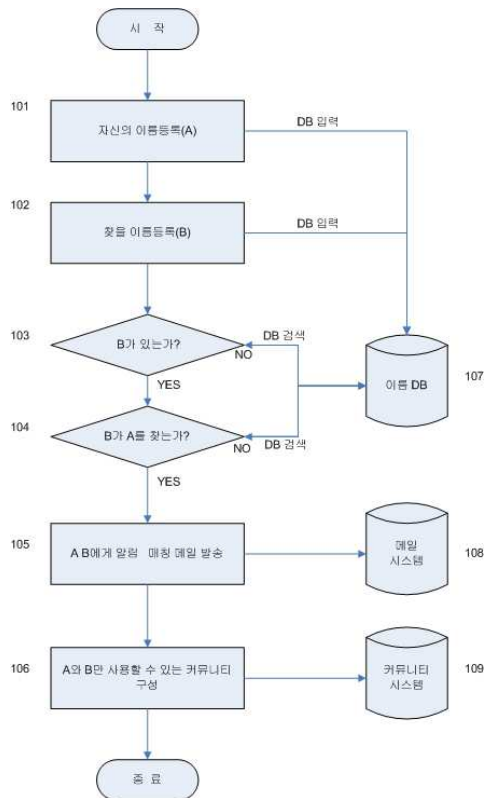 시 작
101
자신의 이름등록(A)
DB 입력
102
찾을 이름등록(B)
DB 입력
103
B가 있는가?
DB 검색
NO
이름 DB
107
YES
104
B가 A를 찾는가?
NO
DB 검색
YES
105
A B에게 알림 매칭 메일 발송
메일
시스템
108
106
A와 B만 사용할 수 있는 커뮤니티
구성
커뮤니티
시스템
109
종 료